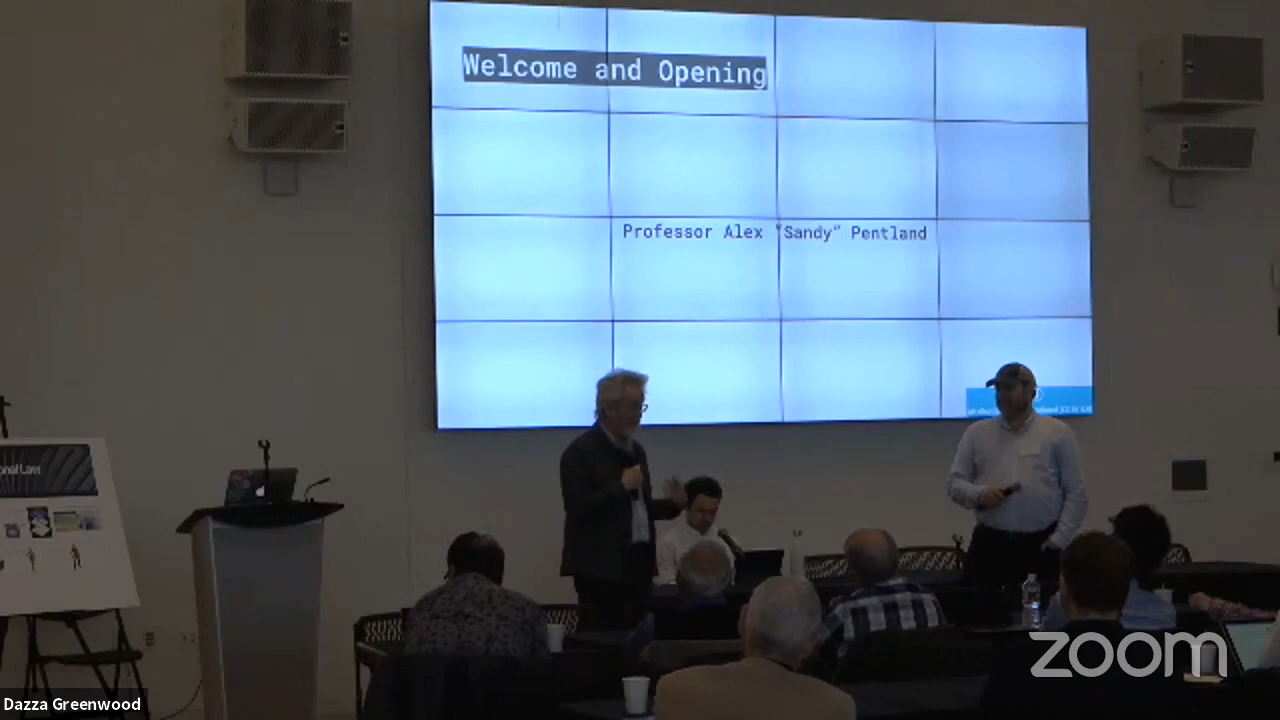 Welcome and Opening
Professor Alex "Sandy" Pentland
zoom
Dazza Greenwood